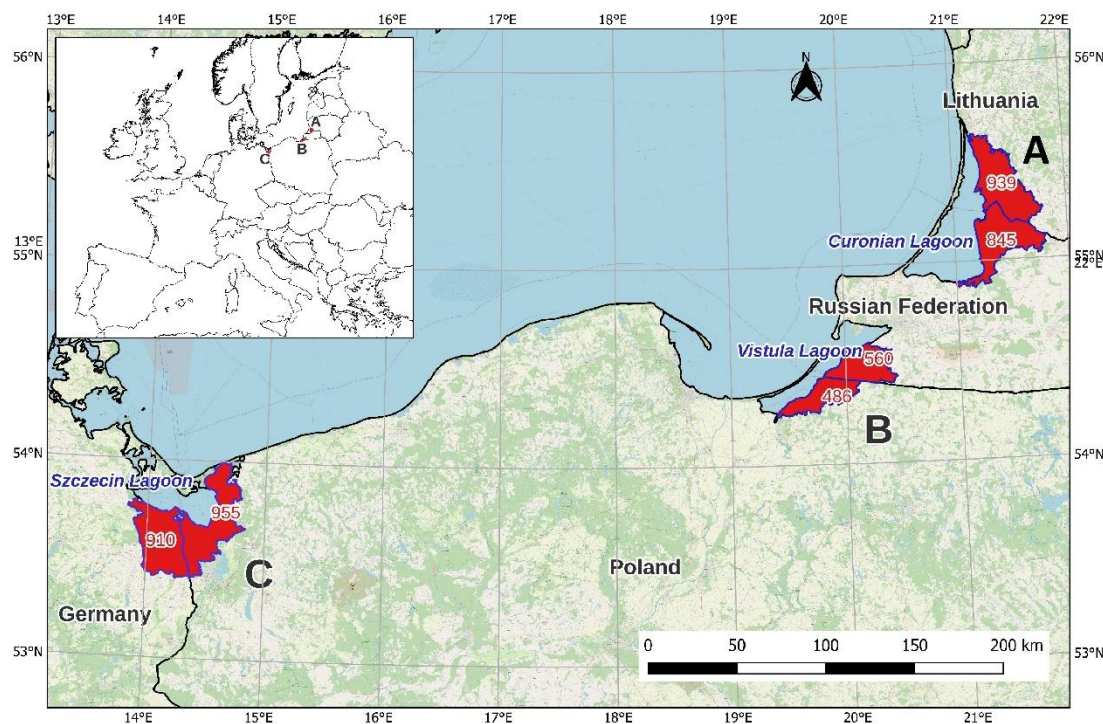 13°E
14°E
15°E
16°E
17°E
18°E
19°E
20°E
21°E
22°E
56°N
N
56°N
Lithuania
A
B
C
A
939
13°E
55°N
Curonian Lagoon
845
55°N
22°E
Russian Federation
Vistula Lagoon
560
486
B
54°N
54°N
Szczecin Lagoon
955
910
C
Poland
Germany
0
50
100
150
200 km
53°N
53°N
14°E
15°E
16°E
17°E
18°E
19°E
20°E
21°E